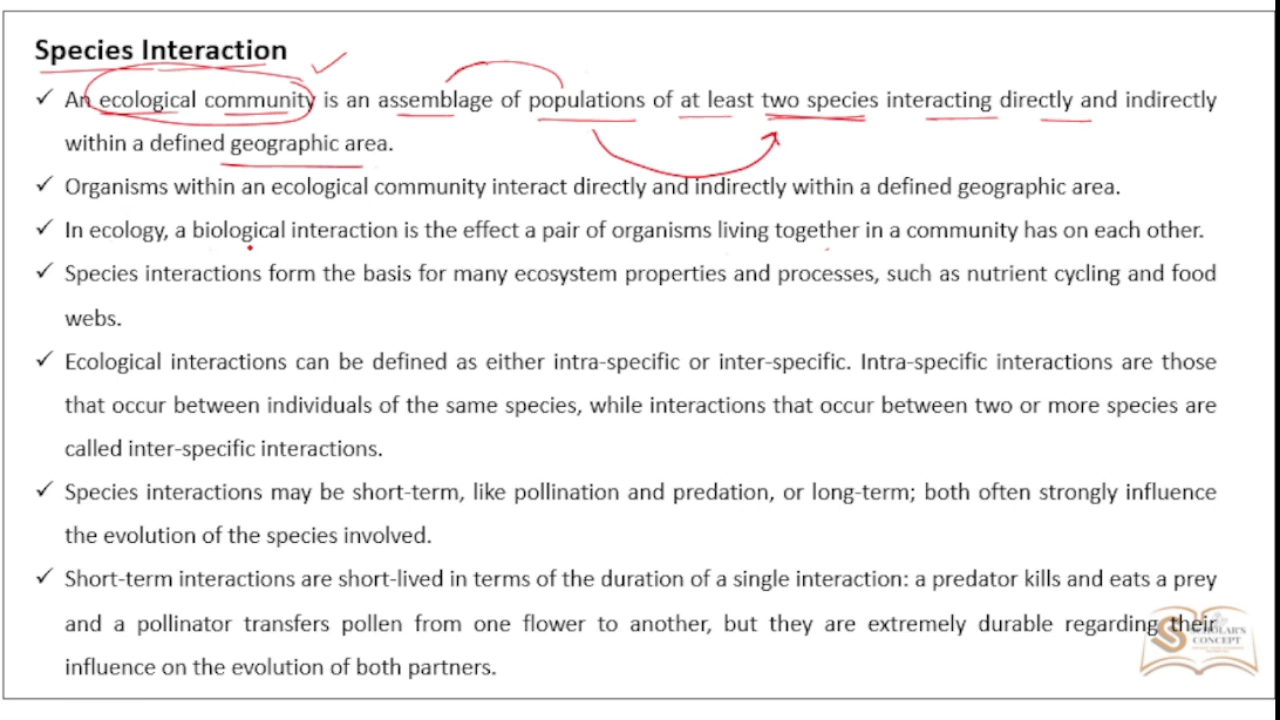 Species Interaction
✓ An ecological community is an assemblage of populations of at least two species interacting directly and indirectly
within a defined geographic area.
✓ Organisms within an ecological community interact directly and indirectly within a defined geographic area.
✓ In ecology, a biological interaction is the effect a pair of organisms living together in a community has on each other.
✓ Species interactions form the basis for many ecosystem properties and processes, such as nutrient cycling and food
webs.
✓ Ecological interactions can be defined as either intra-specific or inter-specific. Intra-specific interactions are those
that occur between individuals of the same species, while interactions that occur between two or more species are
called inter-specific interactions.
✓ Species interactions may be short-term, like pollination and predation, or long-term; both often strongly influence
the evolution of the species involved.
✓ Short-term interactions are short-lived in terms of the duration of a single interaction: a predator kills and eats a prey
and a pollinator transfers pollen from one flower to another, but they are extremely durable regarding their
influence on the evolution of both partners.
SCHOLAR'S
CONCEPT